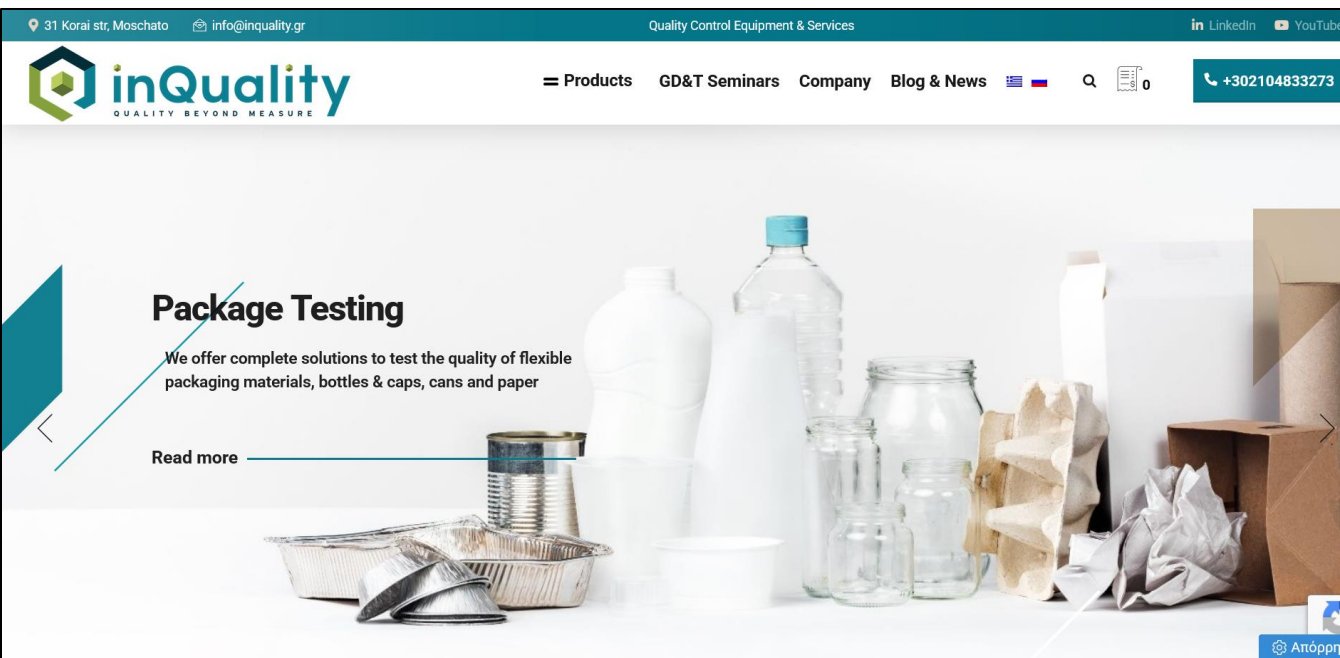 31 Korai str, Moschato info@inquality.gr Quality Control Equipment & Services in LinkedIn YouTube
inQuality
QUALITY BEYOND MEASURE
Products GD&T Seminars Company Blog & News 0 +302104833273
Package Testing
We offer complete solutions to test the quality of flexible
packaging materials, bottles & caps, cans and paper
Read more